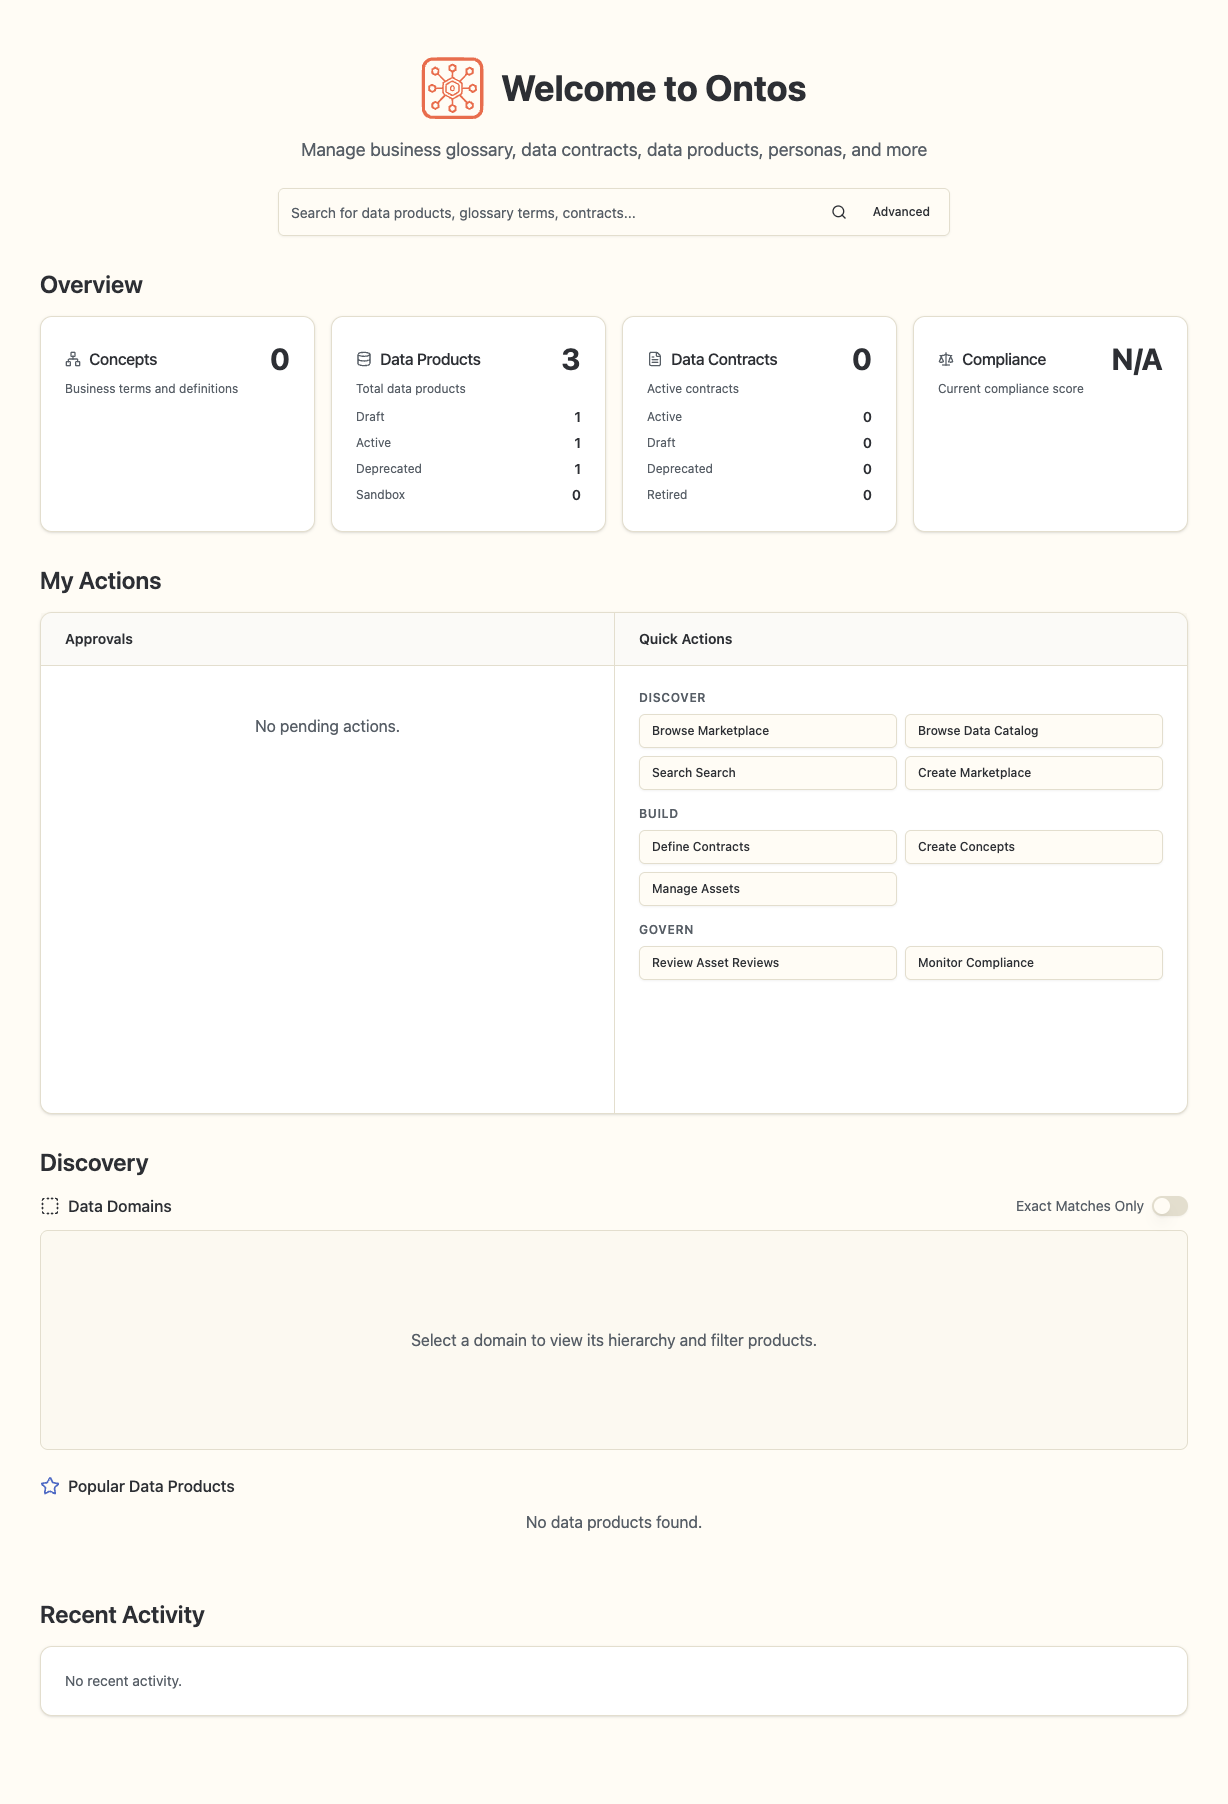 Welcome to Ontos
Manage business glossary, data contracts, data products, personas, and more
Search for data products, glossary terms, contracts...
Advanced
Overview
Concepts 0
Business terms and definitions
Data Products 3
Total data products
Draft 1
Active 1
Deprecated 1
Sandbox 0
Data Contracts 0
Active contracts
Active 0
Draft 0
Deprecated 0
Retired 0
Compliance N/A
Current compliance score
My Actions
Approvals
No pending actions.
Quick Actions
DISCOVER
Browse Marketplace
Browse Data Catalog
Search Search
Create Marketplace
BUILD
Define Contracts
Create Concepts
Manage Assets
GOVERN
Review Asset Reviews
Monitor Compliance
Discovery
Data Domains
Exact Matches Only
Select a domain to view its hierarchy and filter products.
Popular Data Products
No data products found.
Recent Activity
No recent activity.